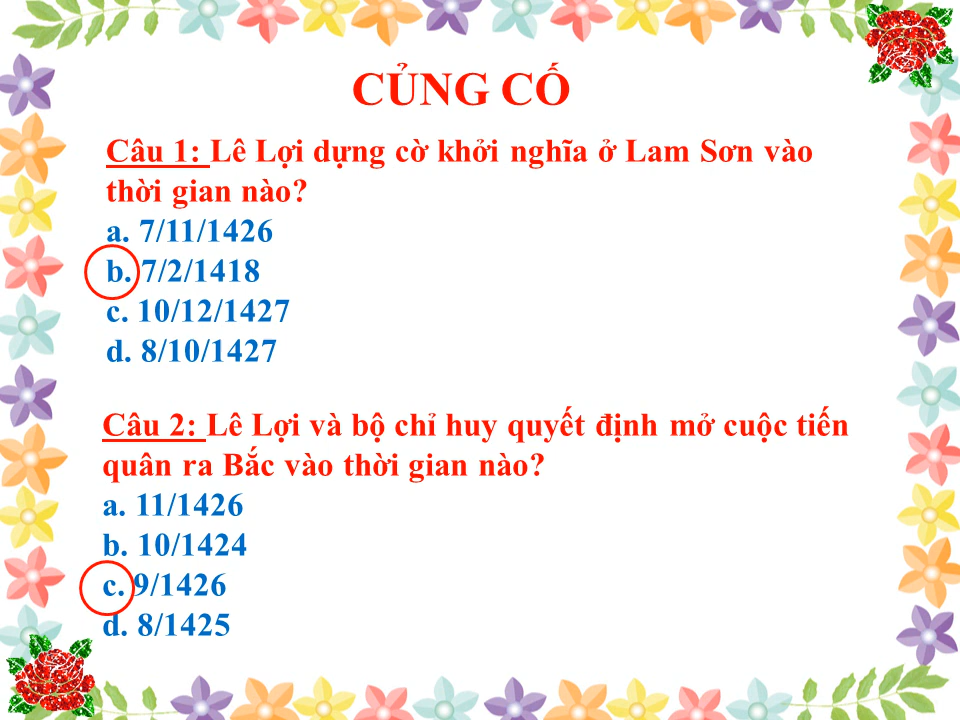 CỦNG CỐ
Câu 1: Lê Lợi dựng cờ khởi nghĩa ở Lam Sơn vào
thời gian nào?
a. 7/11/1426
b. 7/2/1418
c. 10/12/1427
d. 8/10/1427
Câu 2: Lê Lợi và bộ chỉ huy quyết định mở cuộc tiến
quân ra Bắc vào thời gian nào?
a. 11/1426
b. 10/1424
c. 9/1426
d. 8/1425